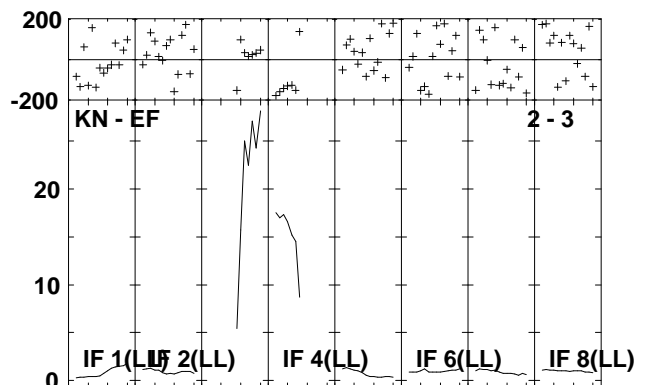 200
-200
KN - EF 2 - 3
20
10
0
IF 1(LL) IF 2(LL) IF 4(LL) IF 6(LL) IF 8(LL)